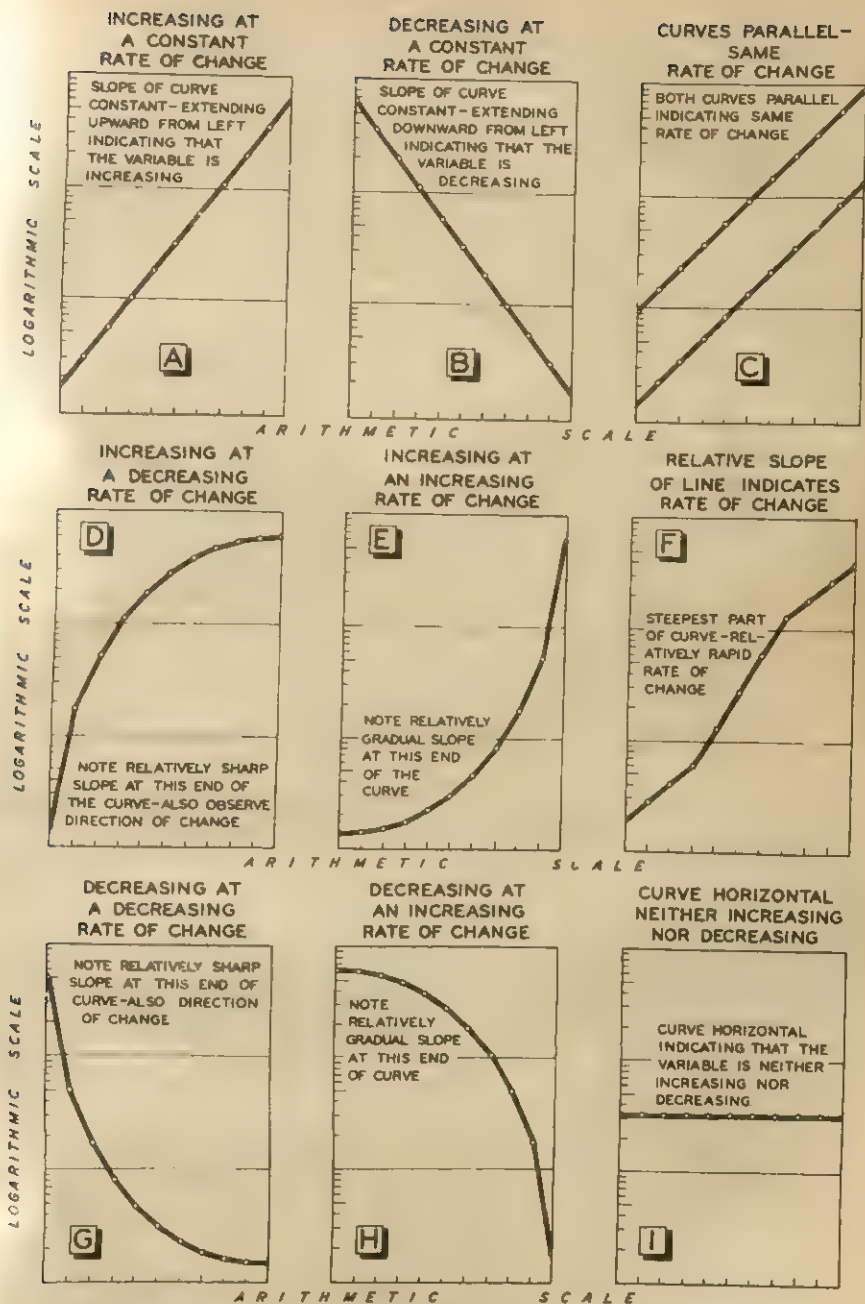 INCREASING AT
A CONSTANT
RATE OF CHANGE
SLOPE OF CURVE
CONSTANT-EXTENDING
UPWARD FROM LEFT
INDICATING THAT
THE VARIABLE IS
INCREASING
A
DECREASING AT
A CONSTANT
RATE OF CHANGE
SLOPE OF CURVE
CONSTANT-EXTENDING
DOWNWARD FROM LEFT
INDICATING THAT THE
VARIABLE IS
DECREASING
B
CURVES PARALLEL-
SAME
RATE OF CHANGE
BOTH CURVES PARALLEL
INDICATING SAME
RATE OF CHANGE
C
LOGARITHMIC SCALE
ARITHMETIC SCALE
INCREASING AT
A DECREASING
RATE OF CHANGE
D
NOTE RELATIVELY SHARP
SLOPE AT THIS END OF
THE CURVE-ALSO OBSERVE
DIRECTION OF CHANGE
INCREASING AT
AN INCREASING
RATE OF CHANGE
E
NOTE RELATIVELY
GRADUAL SLOPE
AT THIS END
OF THE
CURVE
RELATIVE SLOPE
OF LINE INDICATES
RATE OF CHANGE
F
STEEPEST PART
OF CURVE-REL-
ATIVELY RAPID
RATE OF
CHANGE
LOGARITHMIC SCALE
ARITHMETIC SCALE
DECREASING AT
A DECREASING
RATE OF CHANGE
NOTE RELATIVELY SHARP
SLOPE AT THIS END OF
CURVE-ALSO DIRECTION
OF CHANGE
G
DECREASING AT
AN INCREASING
RATE OF CHANGE
NOTE
RELATIVELY
GRADUAL SLOPE
AT THIS END
OF CURVE
H
CURVE HORIZONTAL
NEITHER INCREASING
NOR DECREASING
CURVE HORIZONTAL
INDICATING THAT THE
VARIABLE IS NEITHER
INCREASING NOR
DECREASING
I
LOGARITHMIC SCALE
ARITHMETIC SCALE